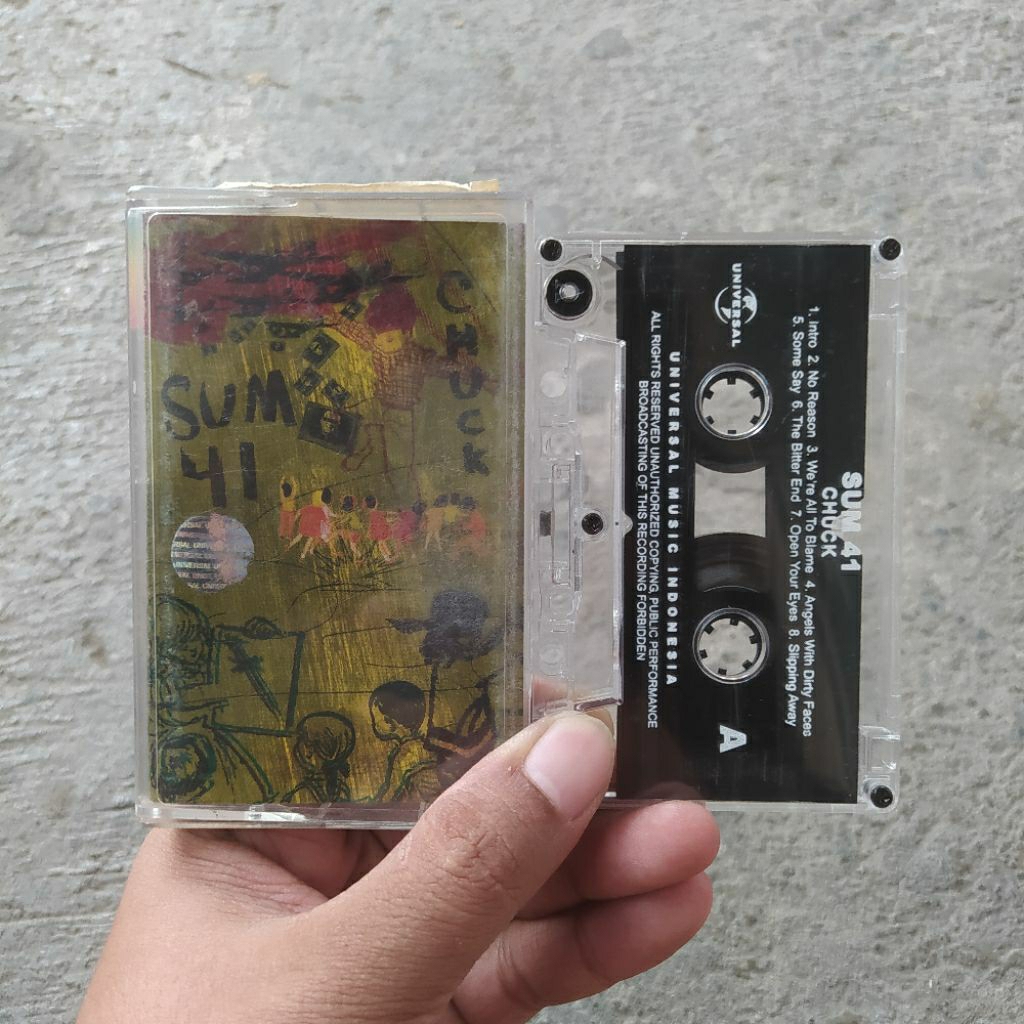 CHUCK
SUM
41
UNIVERSAL
SUM 41
CHUCK
1. Intro 2. No Reason 3. We're All To Blame 4. Angels With Dirty Faces
5. Some Say 6. The Bitter End 7. Open Your Eyes 8. Slipping Away
UNIVERSAL MUSIC INDONESIA
ALL RIGHTS RESERVED UNAUTHORIZED COPYING, PUBLIC PERFORMANCE
BROADCASTING OF THIS RECORDING FORBIDDEN
A